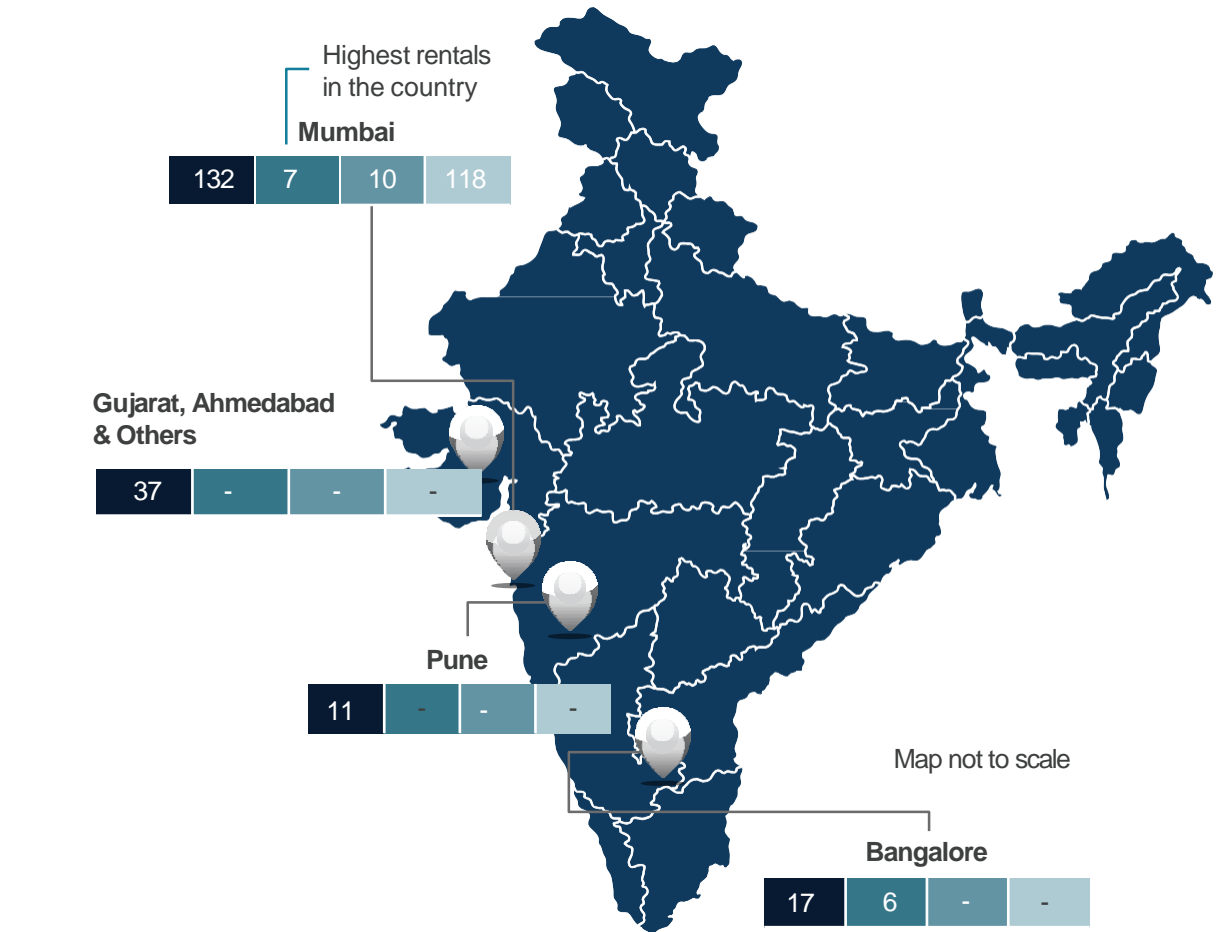 Highest rentals
in the country
Mumbai
132 7 10 118
Gujarat, Ahmedabad
& Others
37 - - -
Pune
11 - - -
Map not to scale
Bangalore
17 6 - -